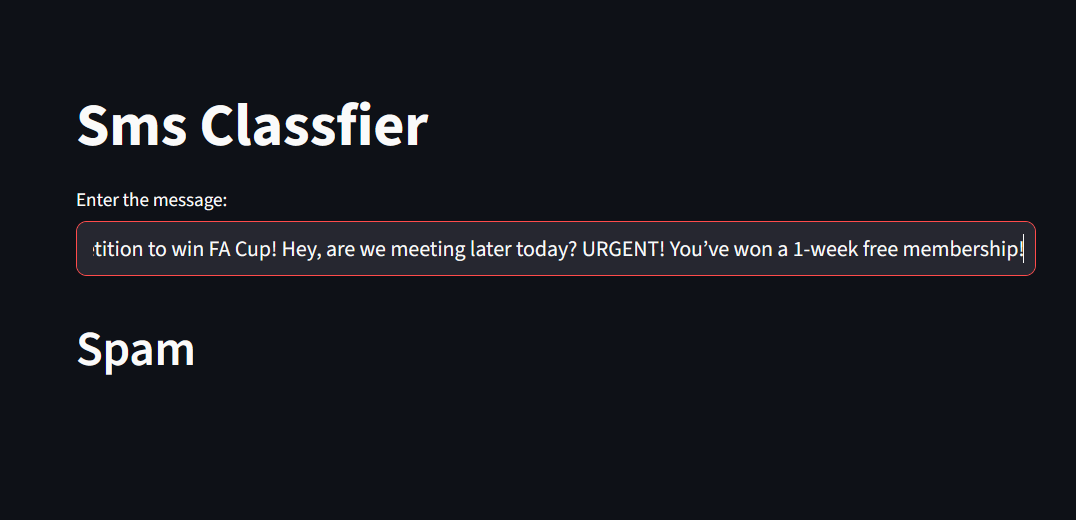 Sms Classfier
Enter the message:
tition to win FA Cup! Hey, are we meeting later today? URGENT! You’ve won a 1-week free membership!
Spam